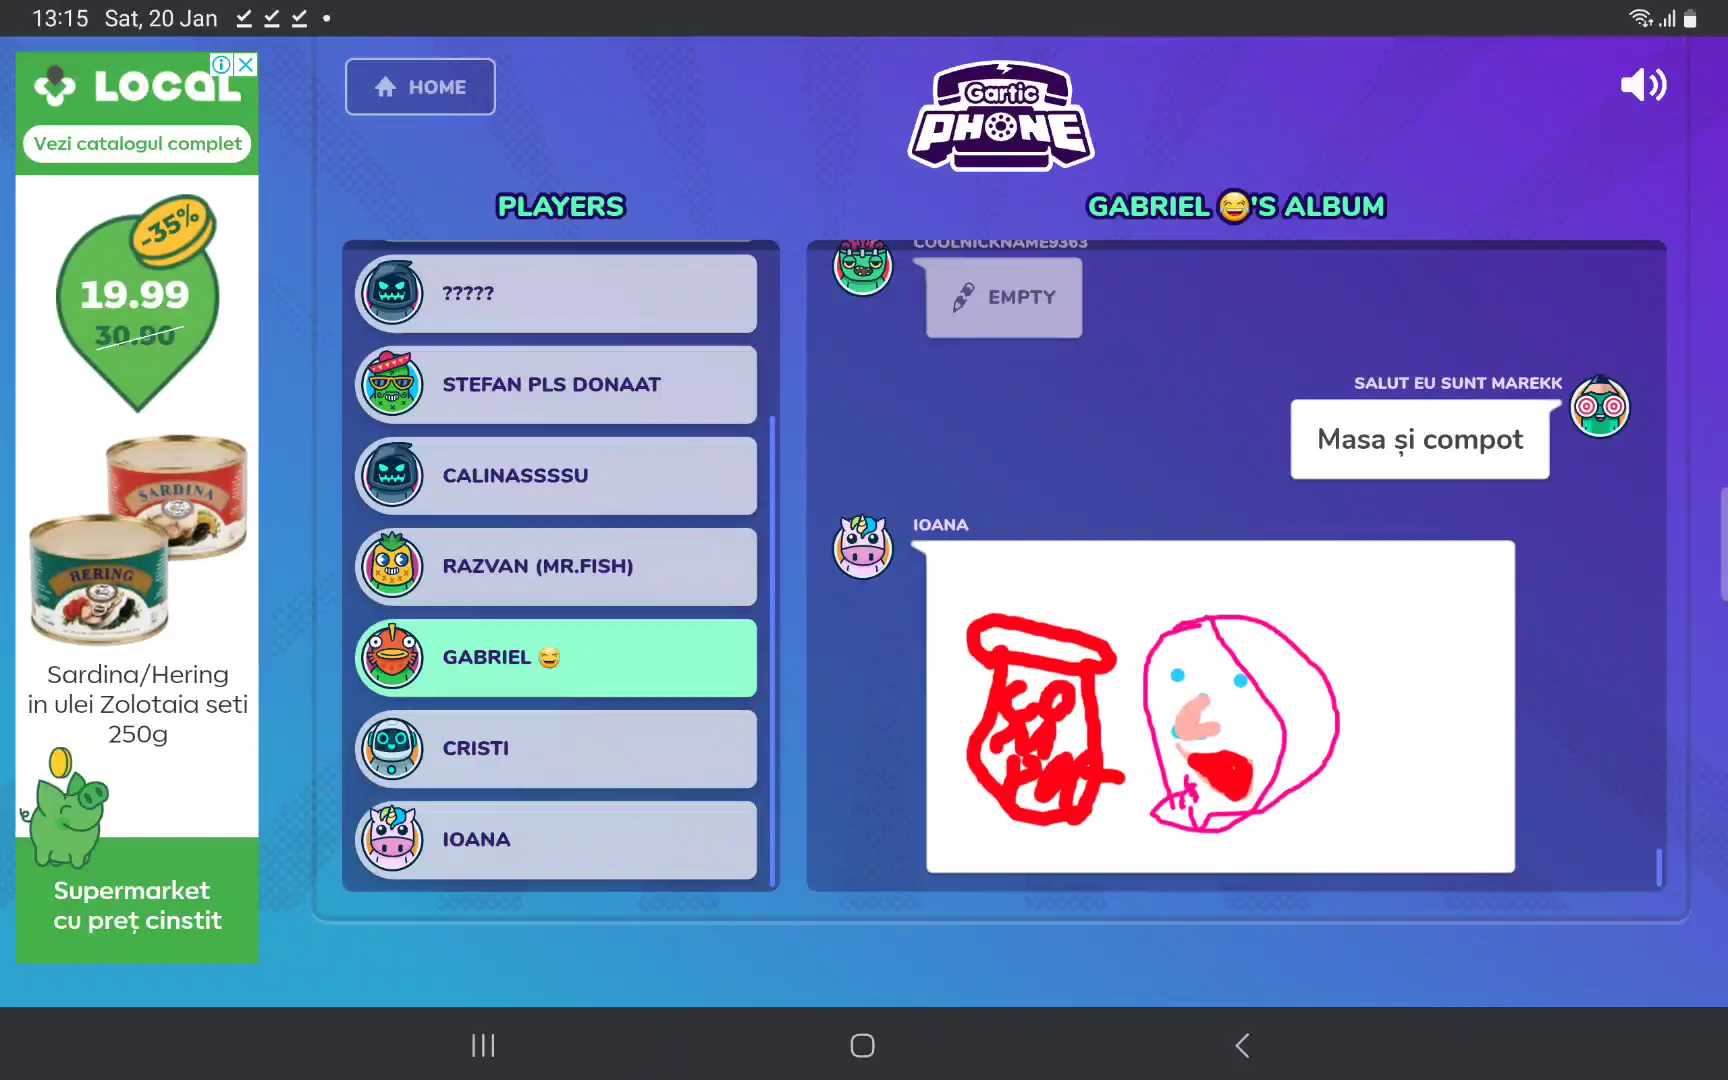 13:15 Sat, 20 Jan
LOCAL
Vezi catalogul complet
-35%
19.99
30.90
SARDINA
HERING
Sardina/Hering
in ulei Zolotaia seti
250g
Supermarket
cu preț cinstit
HOME
Gartic
PHONE
PLAYERS
?????
STEFAN PLS DONAAT
CALINASSSSU
RAZVAN (MR.FISH)
GABRIEL 😂
CRISTI
IOANA
GABRIEL 😂'S ALBUM
COOLNICKNAME9363
EMPTY
SALUT EU SUNT MAREKK
Masa și compot
IOANA